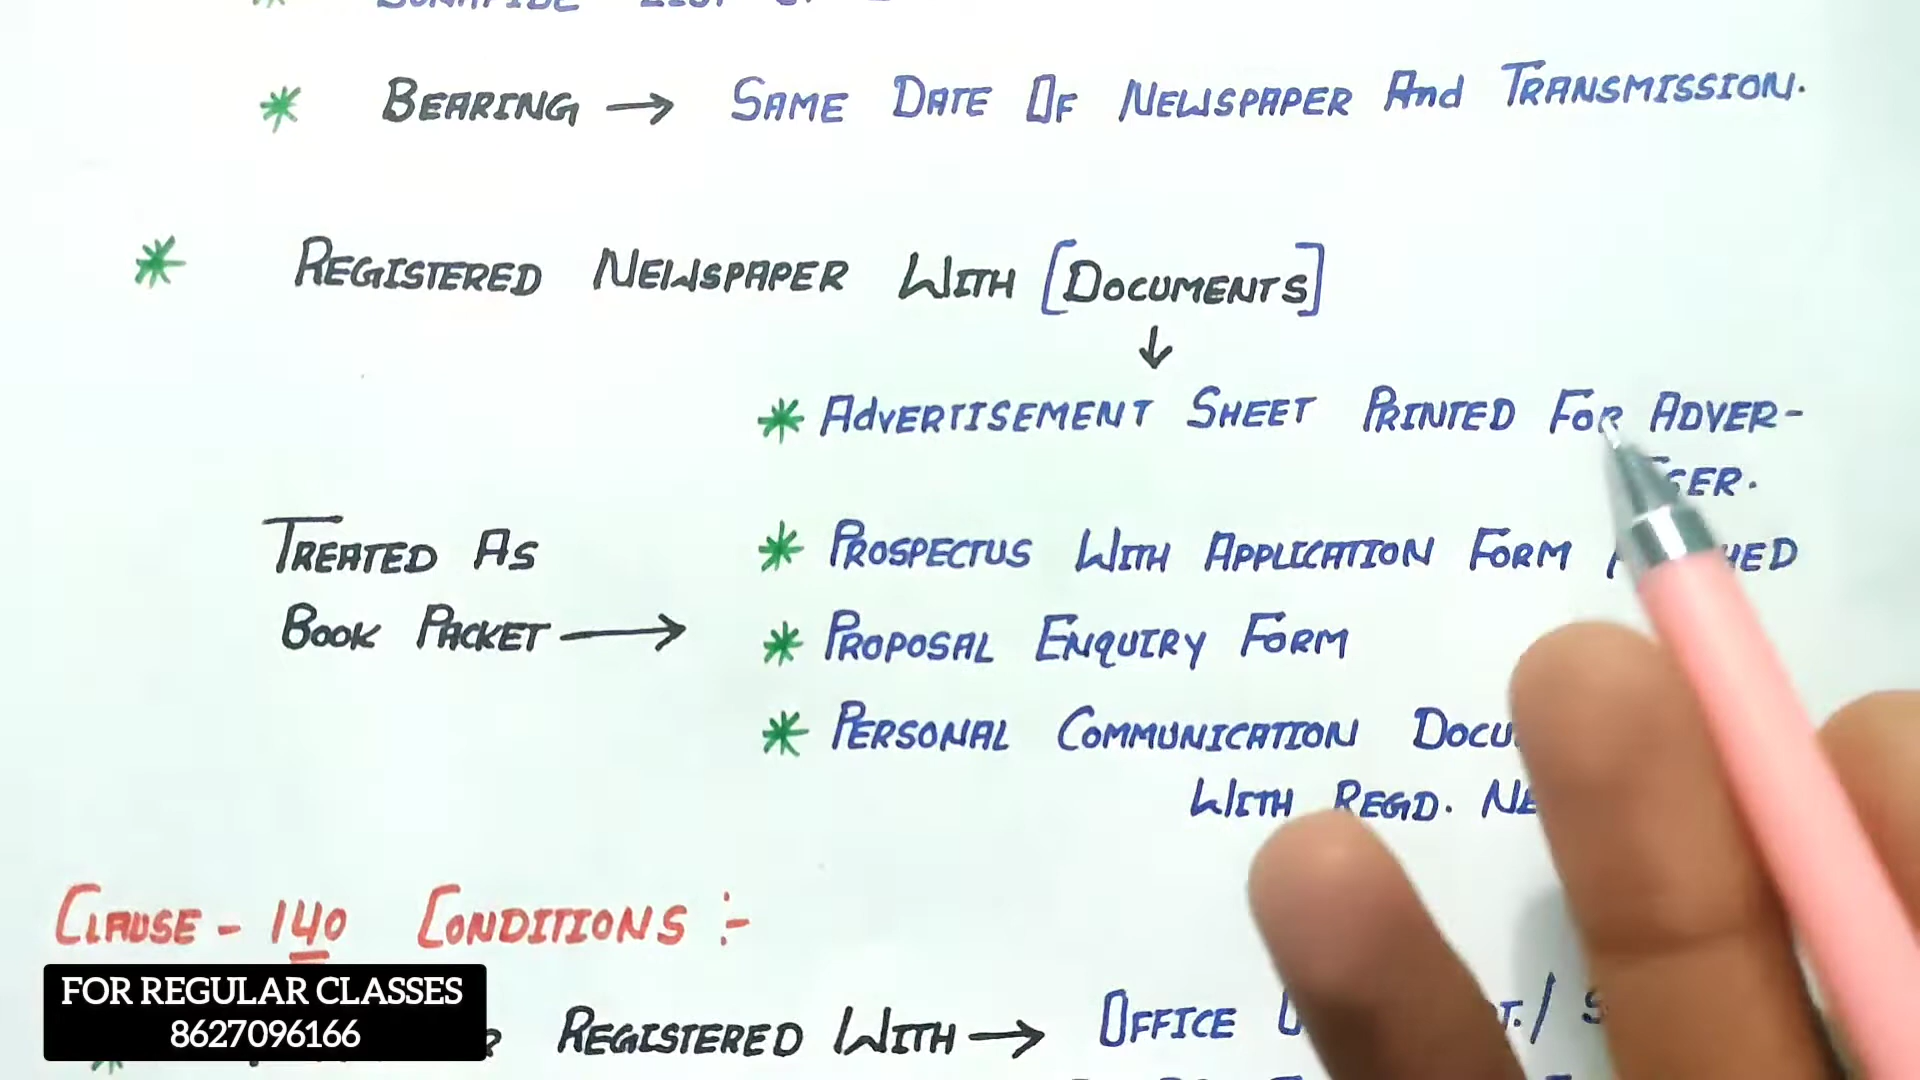 * BEARING → SAME DATE OF NEWSPAPER And TRANSMISSION.
* REGISTERED NEWSPAPER WITH [DOCUMENTS]
↓
* AdVERTISEMENT SHEET PRINTED FOR ADVER-
SER.
TREATED AS
BOOK PACKET →
* PROSPECTUS WITH APPLICATION FORM
* PROPOSAL ENQUIRY FORM
* PERSONAL COMMUNICATION
WITH REGD.
CLAUSE - 140 CONDITIONS :-
REGISTERED WITH → OFFICE
FOR REGULAR CLASSES
8627096166